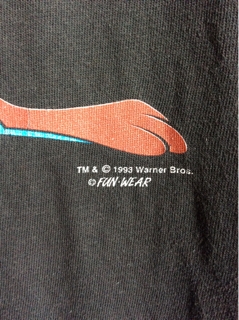 TM & © 1993 Warner Bros.
© FUN-WEAR